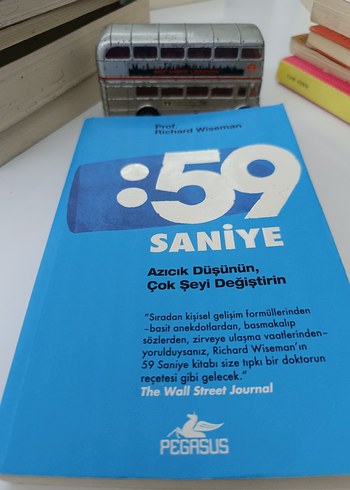 Prof.
Richard Wiseman
:59
SANİYE
Azıcık Düşünün,
Çok Şeyi Değiştirin
"Sıradan kişisel gelişim formüllerinden
-basit anekdotlardan, basmakalıp
sözlerden, zirveye ulaşma vaatlerinden–
yorulduysanız, Richard Wiseman'ın
59 Saniye kitabı size tıpkı bir doktorun
reçetesi gibi gelecek."
The Wall Street Journal
PEGASUS